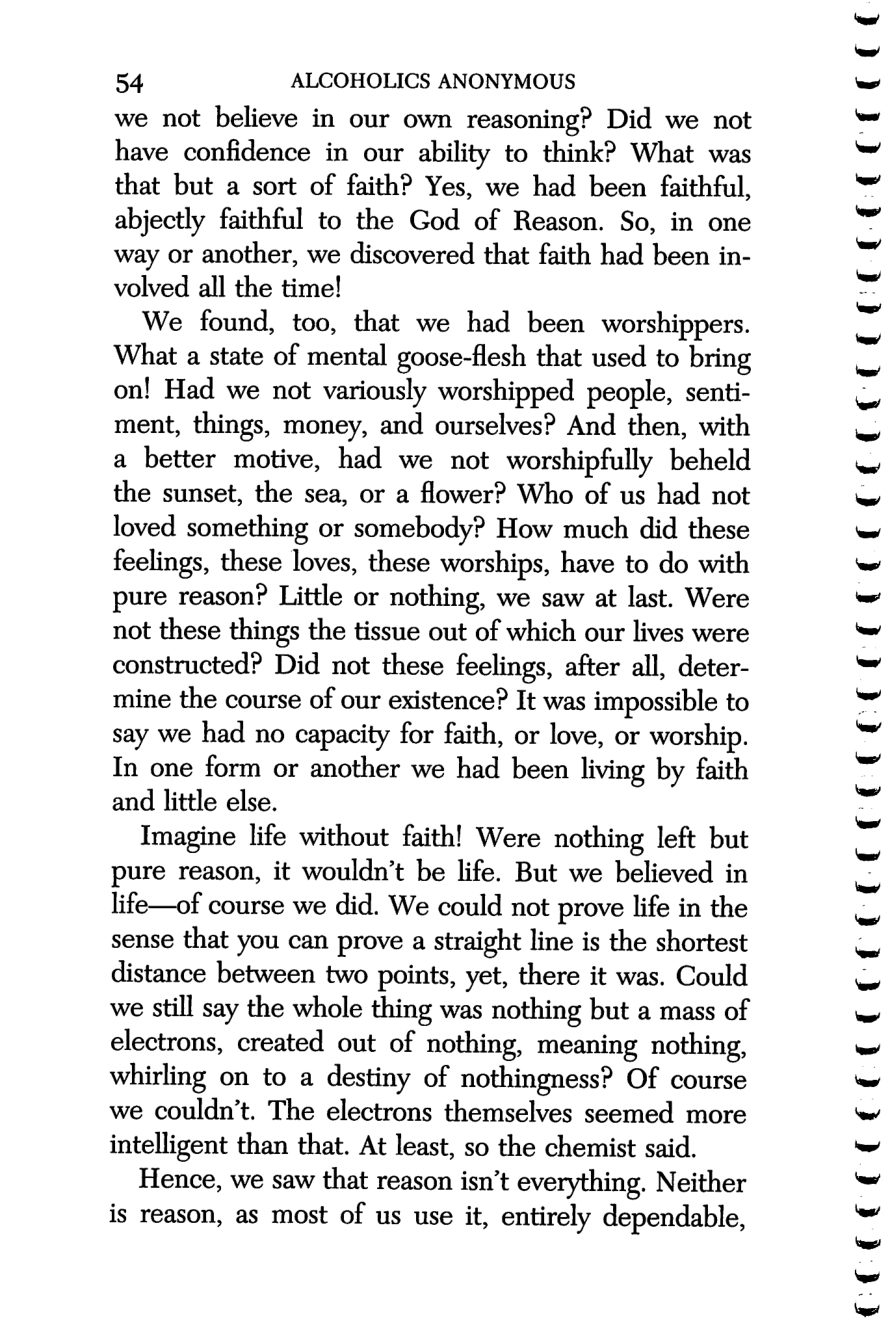 54 ALCOHOLICS ANONYMOUS
we not believe in our own reasoning? Did we not
have confidence in our ability to think? What was
that but a sort of faith? Yes, we had been faithful,
abjectly faithful to the God of Reason. So, in one
way or another, we discovered that faith had been in-
volved all the time!
We found, too, that we had been worshippers.
What a state of mental goose-flesh that used to bring
on! Had we not variously worshipped people, senti-
ment, things, money, and ourselves? And then, with
a better motive, had we not worshipfully beheld
the sunset, the sea, or a flower? Who of us had not
loved something or somebody? How much did these
feelings, these loves, these worships, have to do with
pure reason? Little or nothing, we saw at last. Were
not these things the tissue out of which our lives were
constructed? Did not these feelings, after all, deter-
mine the course of our existence? It was impossible to
say we had no capacity for faith, or love, or worship.
In one form or another we had been living by faith
and little else.
Imagine life without faith! Were nothing left but
pure reason, it wouldn't be life. But we believed in
life—of course we did. We could not prove life in the
sense that you can prove a straight line is the shortest
distance between two points, yet, there it was. Could
we still say the whole thing was nothing but a mass of
electrons, created out of nothing, meaning nothing,
whirling on to a destiny of nothingness? Of course
we couldn't. The electrons themselves seemed more
intelligent than that. At least, so the chemist said.
Hence, we saw that reason isn't everything. Neither
is reason, as most of us use it, entirely dependable,